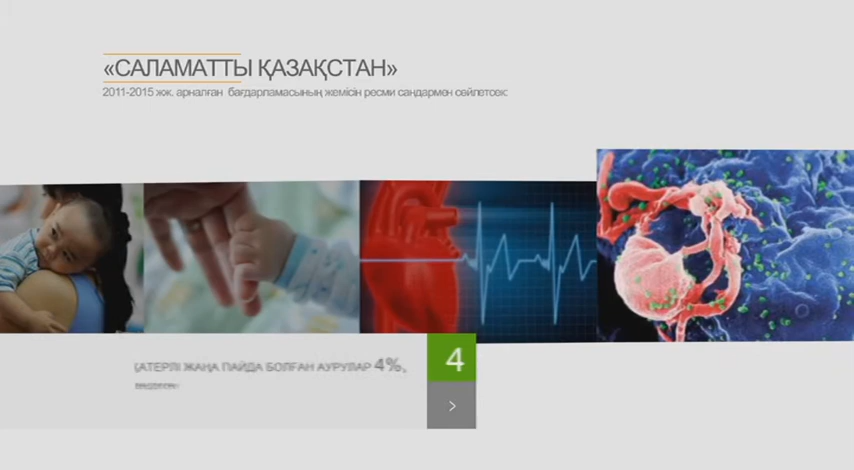 «САЛАМАТТЫ ҚАЗАҚСТАН»
2011-2015 жж. арналған бағдарламасының жемісін ресми сандармен сөйлетсек:
ҚАТЕРЛІ ЖАҢА ПАЙДА БОЛҒАН АУРУЛАР 4%,
4